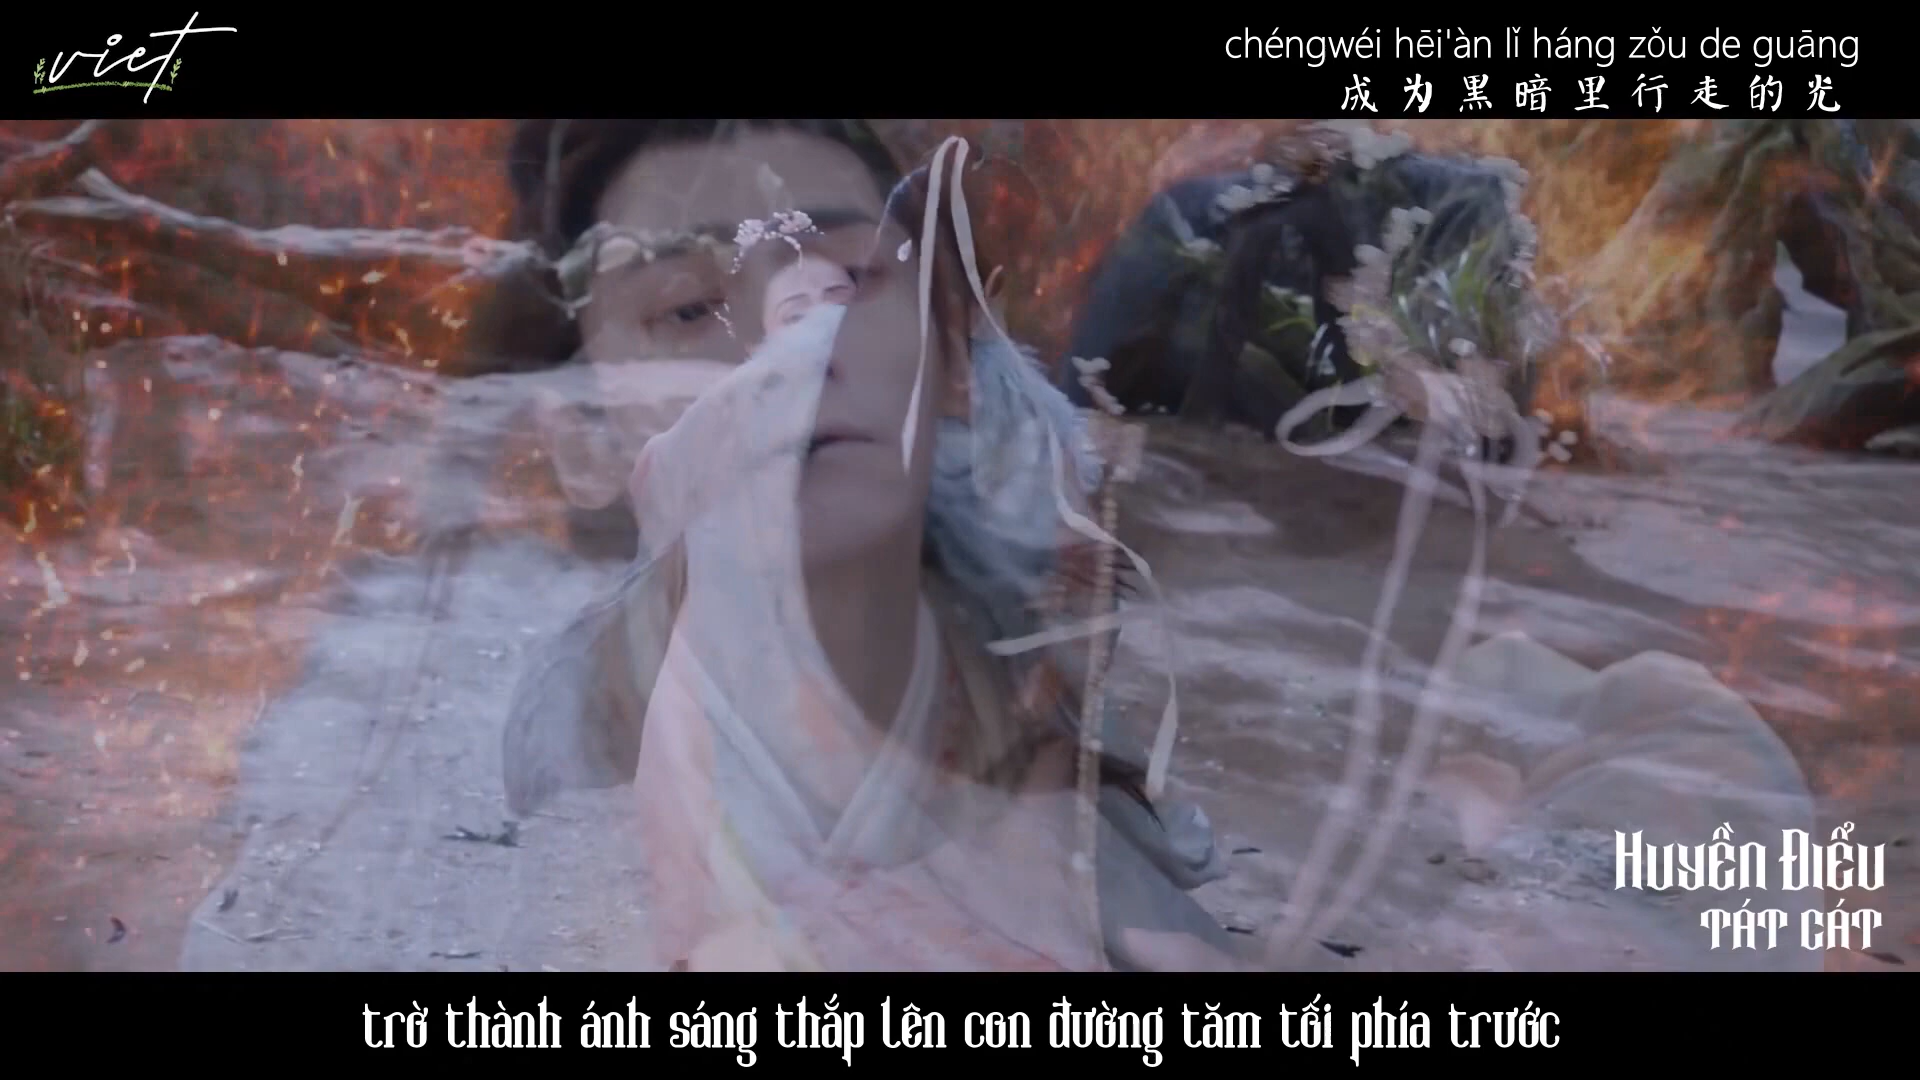 viet
chéngwéi hēi'àn lǐ háng zǒu de guāng
成为黑暗里行走的光
Huyền Điểu
Tát Cát
trờ thành ánh sáng thắp lên con đường tăm tối phía trước